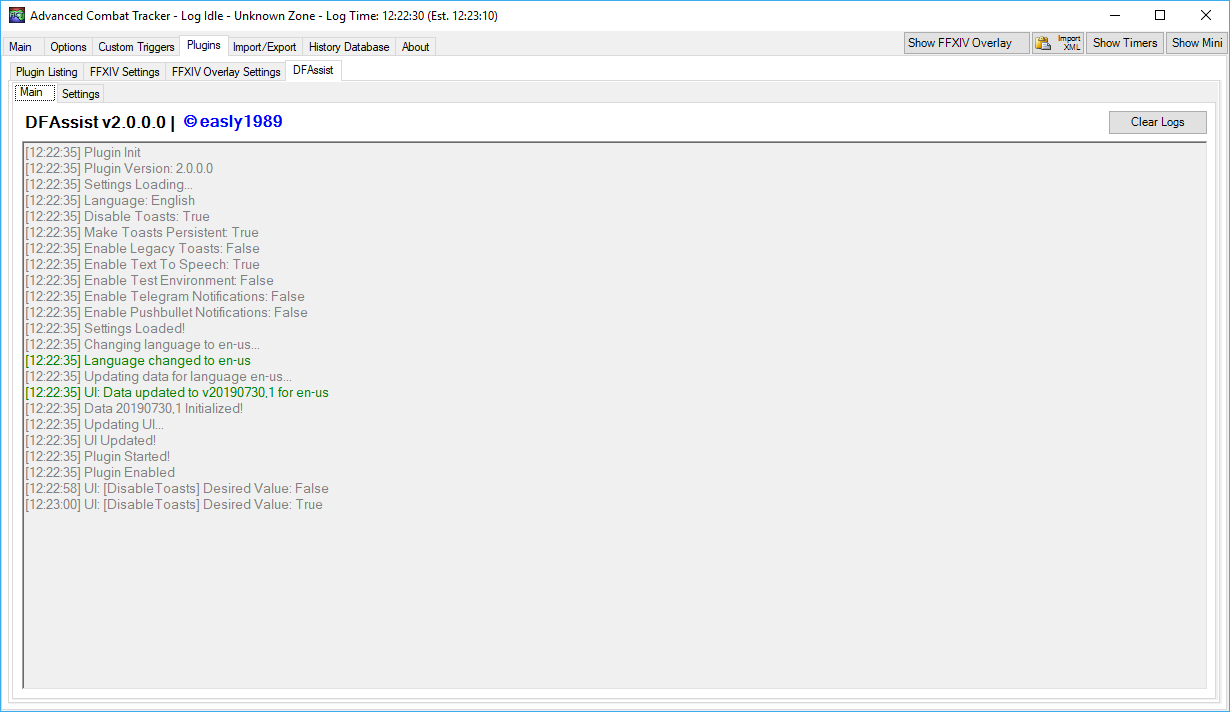 Advanced Combat Tracker - Log Idle - Unknown Zone - Log Time: 12:22:30 (Est. 12:23:10)
Main Options Custom Triggers Plugins Import/Export History Database About Show FFXIV Overlay Import XML Show Timers Show Mini
Plugin Listing FFXIV Settings FFXIV Overlay Settings DFAssist
Main Settings
DFAssist v2.0.0.0 | ©easly1989 Clear Logs
[12:22:35] Plugin Init
[12:22:35] Plugin Version: 2.0.0.0
[12:22:35] Settings Loading...
[12:22:35] Language: English
[12:22:35] Disable Toasts: True
[12:22:35] Make Toasts Persistent: True
[12:22:35] Enable Legacy Toasts: False
[12:22:35] Enable Text To Speech: True
[12:22:35] Enable Test Environment: False
[12:22:35] Enable Telegram Notifications: False
[12:22:35] Enable Pushbullet Notifications: False
[12:22:35] Settings Loaded!
[12:22:35] Changing language to en-us...
[12:22:35] Language changed to en-us
[12:22:35] Updating data for language en-us...
[12:22:35] UI: Data updated to v20190730,1 for en-us
[12:22:35] Data 20190730,1 Initialized!
[12:22:35] Updating UI...
[12:22:35] UI Updated!
[12:22:35] Plugin Started!
[12:22:35] Plugin Enabled
[12:22:58] UI: [DisableToasts] Desired Value: False
[12:23:00] UI: [DisableToasts] Desired Value: True